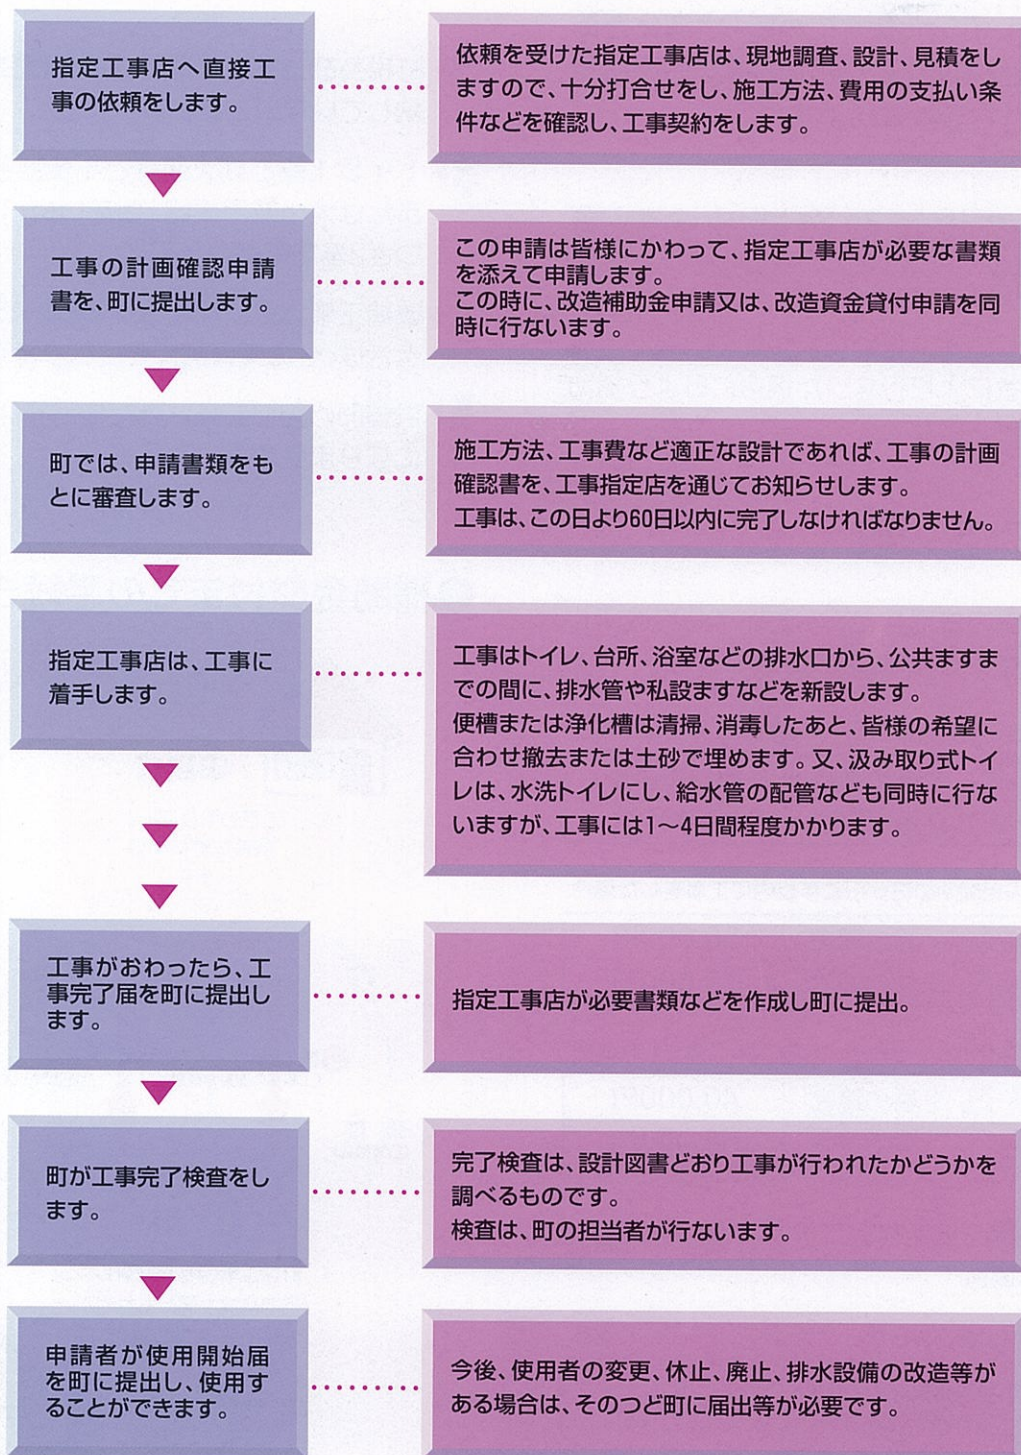 指定工事店へ直接工
事の依頼をします。
依頼を受けた指定工事店は、現地調査、設計、見積をし
ますので、十分打合せをし、施工方法、費用の支払い条
件などを確認し、工事契約をします。
工事の計画確認申請
書を、町に提出します。
この申請は皆様にかわって、指定工事店が必要な書類
を添えて申請します。
この時に、改造補助金申請又は、改造資金貸付申請を同
時に行ないます。
町では、申請書類をも
とに審査します。
施工方法、工事費など適正な設計であれば、工事の計画
確認書を、工事指定店を通じてお知らせします。
工事は、この日より60日以内に完了しなければなりません。
指定工事店は、工事に
着手します。
工事はトイレ、台所、浴室などの排水口から、公共ますま
での間に、排水管や私設ますなどを新設します。
便槽または浄化槽は清掃、消毒したあと、皆様の希望に
合わせ撤去または土砂で埋めます。又、汲み取り式トイ
レは、水洗トイレにし、給水管の配管なども同時に行な
いますが、工事には1〜4日間程度かかります。
工事がおわったら、工
事完了届を町に提出し
ます。
指定工事店が必要書類などを作成し町に提出。
町が工事完了検査をし
ます。
完了検査は、設計図書どおり工事が行われたかどうかを
調べるものです。
検査は、町の担当者が行ないます。
申請者が使用開始届
を町に提出し、使用す
ることができます。
今後、使用者の変更、休止、廃止、排水設備の改造等が
ある場合は、そのつど町に届出等が必要です。